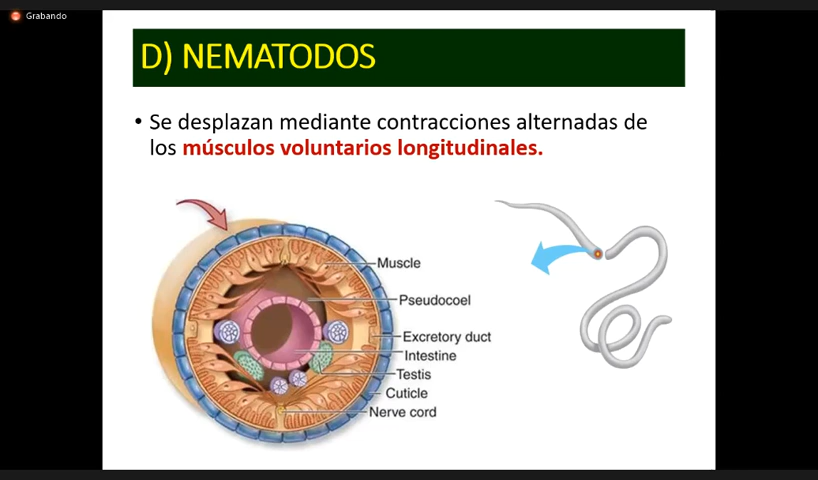 Grabando
D) NEMATODOS
• Se desplazan mediante contracciones alternadas de
los músculos voluntarios longitudinales.
Muscle
Pseudocoel
Excretory duct
Intestine
Testis
Cuticle
Nerve cord